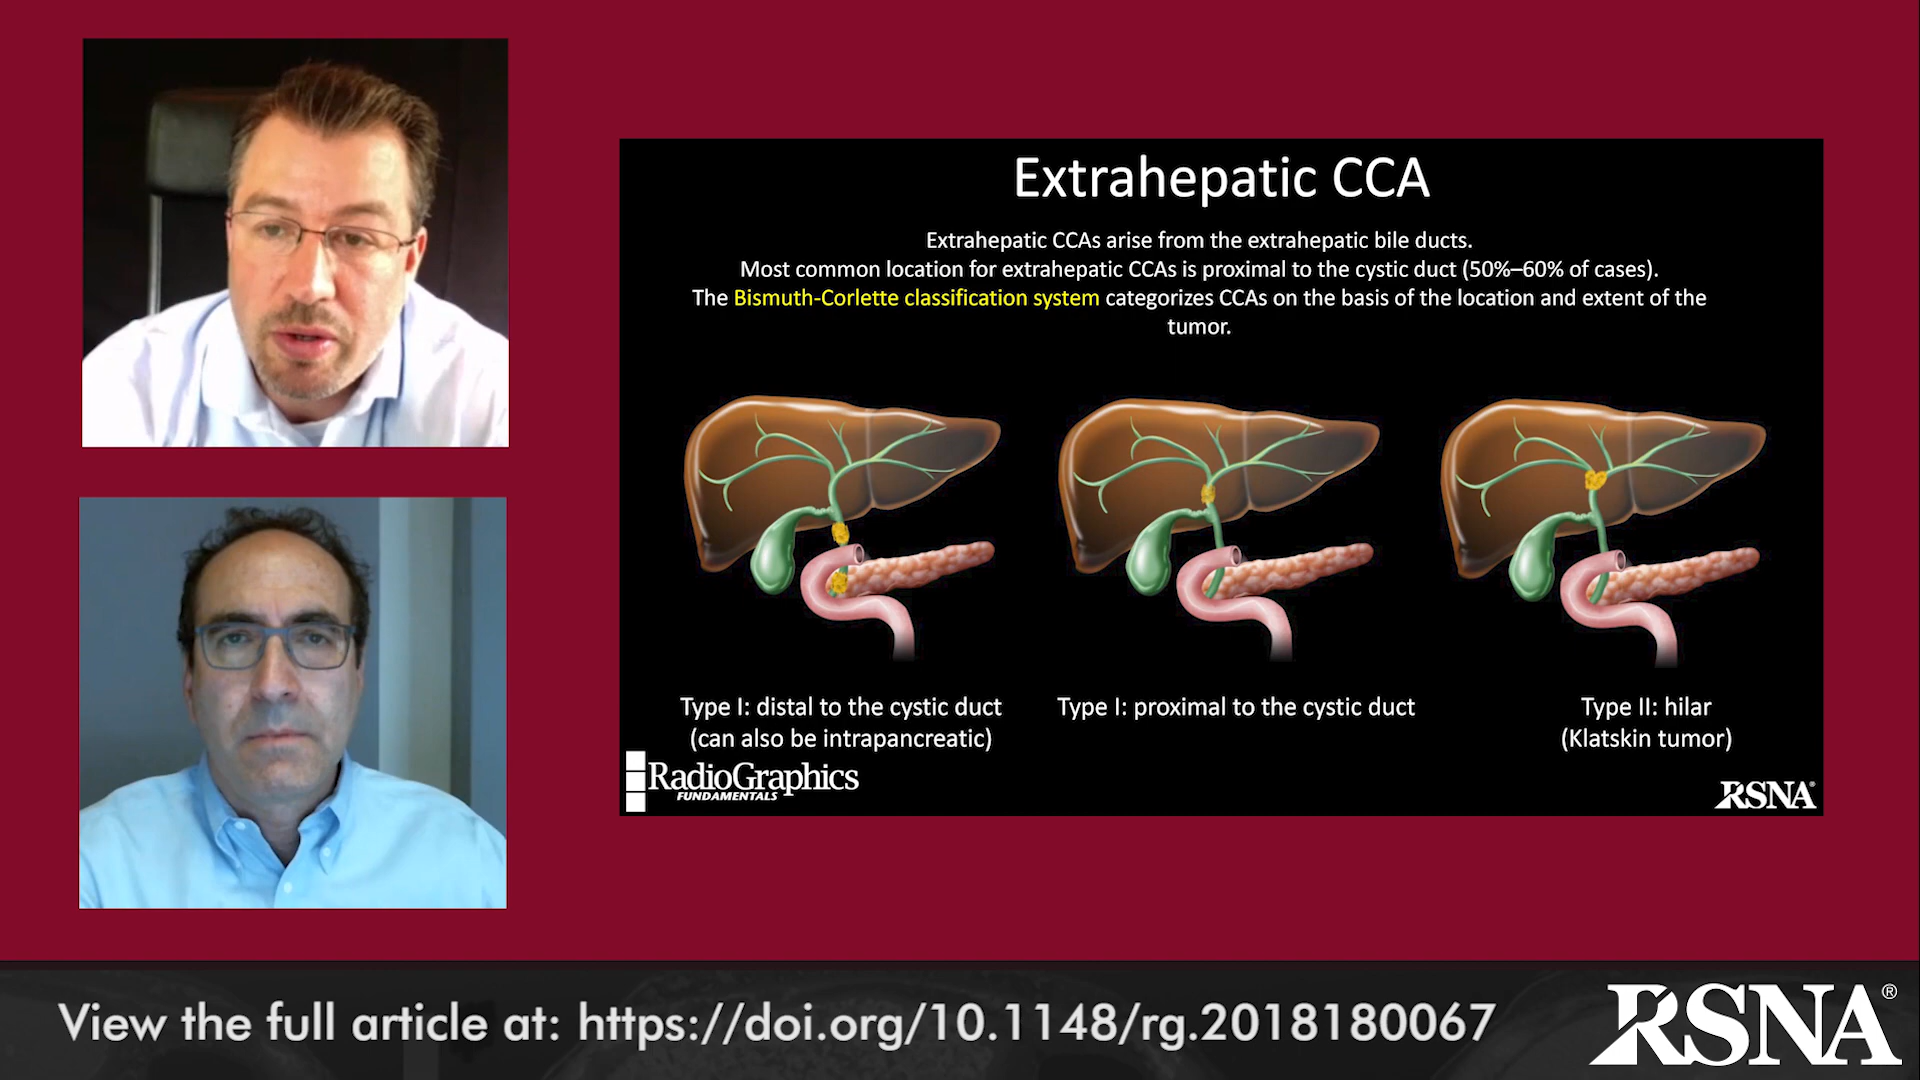 Extrahepatic CCA
Extrahepatic CCAs arise from the extrahepatic bile ducts.
Most common location for extrahepatic CCAs is proximal to the cystic duct (50%–60% of cases).
The Bismuth-Corlette classification system categorizes CCAs on the basis of the location and extent of the
tumor.
Type I: distal to the cystic duct
(can also be intrapancreatic)
Type I: proximal to the cystic duct
Type II: hilar
(Klatskin tumor)
RadioGraphics
FUNDAMENTALS
RSNA®
View the full article at: https://doi.org/10.1148/rg.2018180067
RSNA®